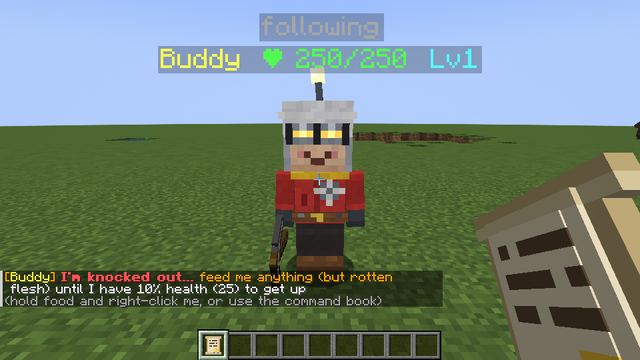 following
Buddy ♥ 250/250 Lv1
[Buddy] I'm knocked out... feed me anything (but rotten
flesh) until I have 10% health (25) to get up
(hold food and right-click me, or use the command book)